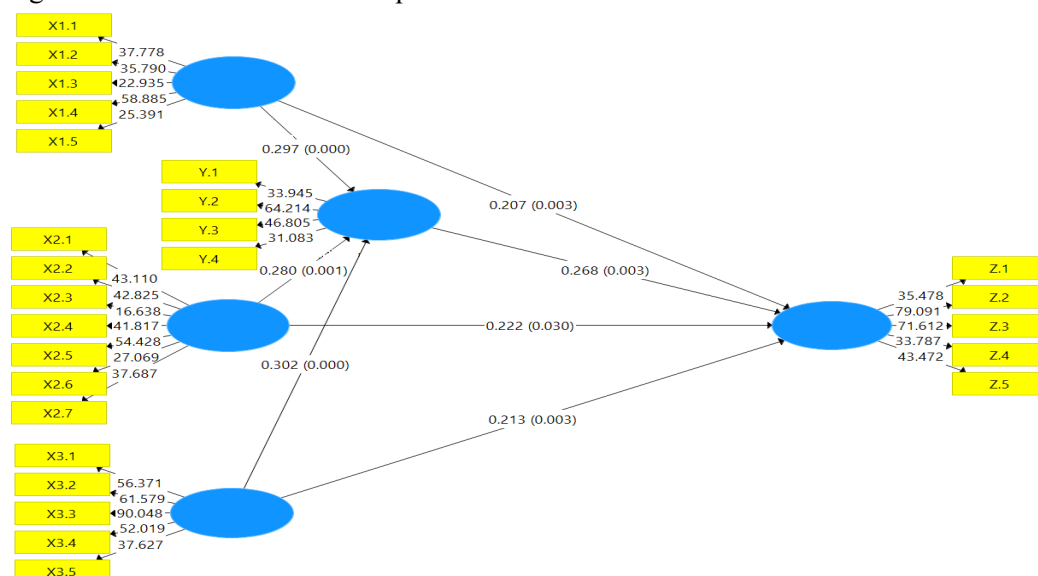 X1.1
X1.2
X1.3
X1.4
X1.5
37.778
35.790
22.935
58.885
25.391
0.297 (0.000)
Y.1
Y.2
Y.3
Y.4
33.945
64.214
46.805
31.083
0.207 (0.003)
0.268 (0.003)
X2.1
X2.2
X2.3
X2.4
X2.5
X2.6
X2.7
43.110
42.825
16.638
41.817
54.428
27.069
37.687
0.280 (0.001)
0.222 (0.030)
0.302 (0.000)
0.213 (0.003)
Z.1
Z.2
Z.3
Z.4
Z.5
35.478
79.091
71.612
33.787
43.472
X3.1
X3.2
X3.3
X3.4
X3.5
56.371
61.579
90.048
52.019
37.627